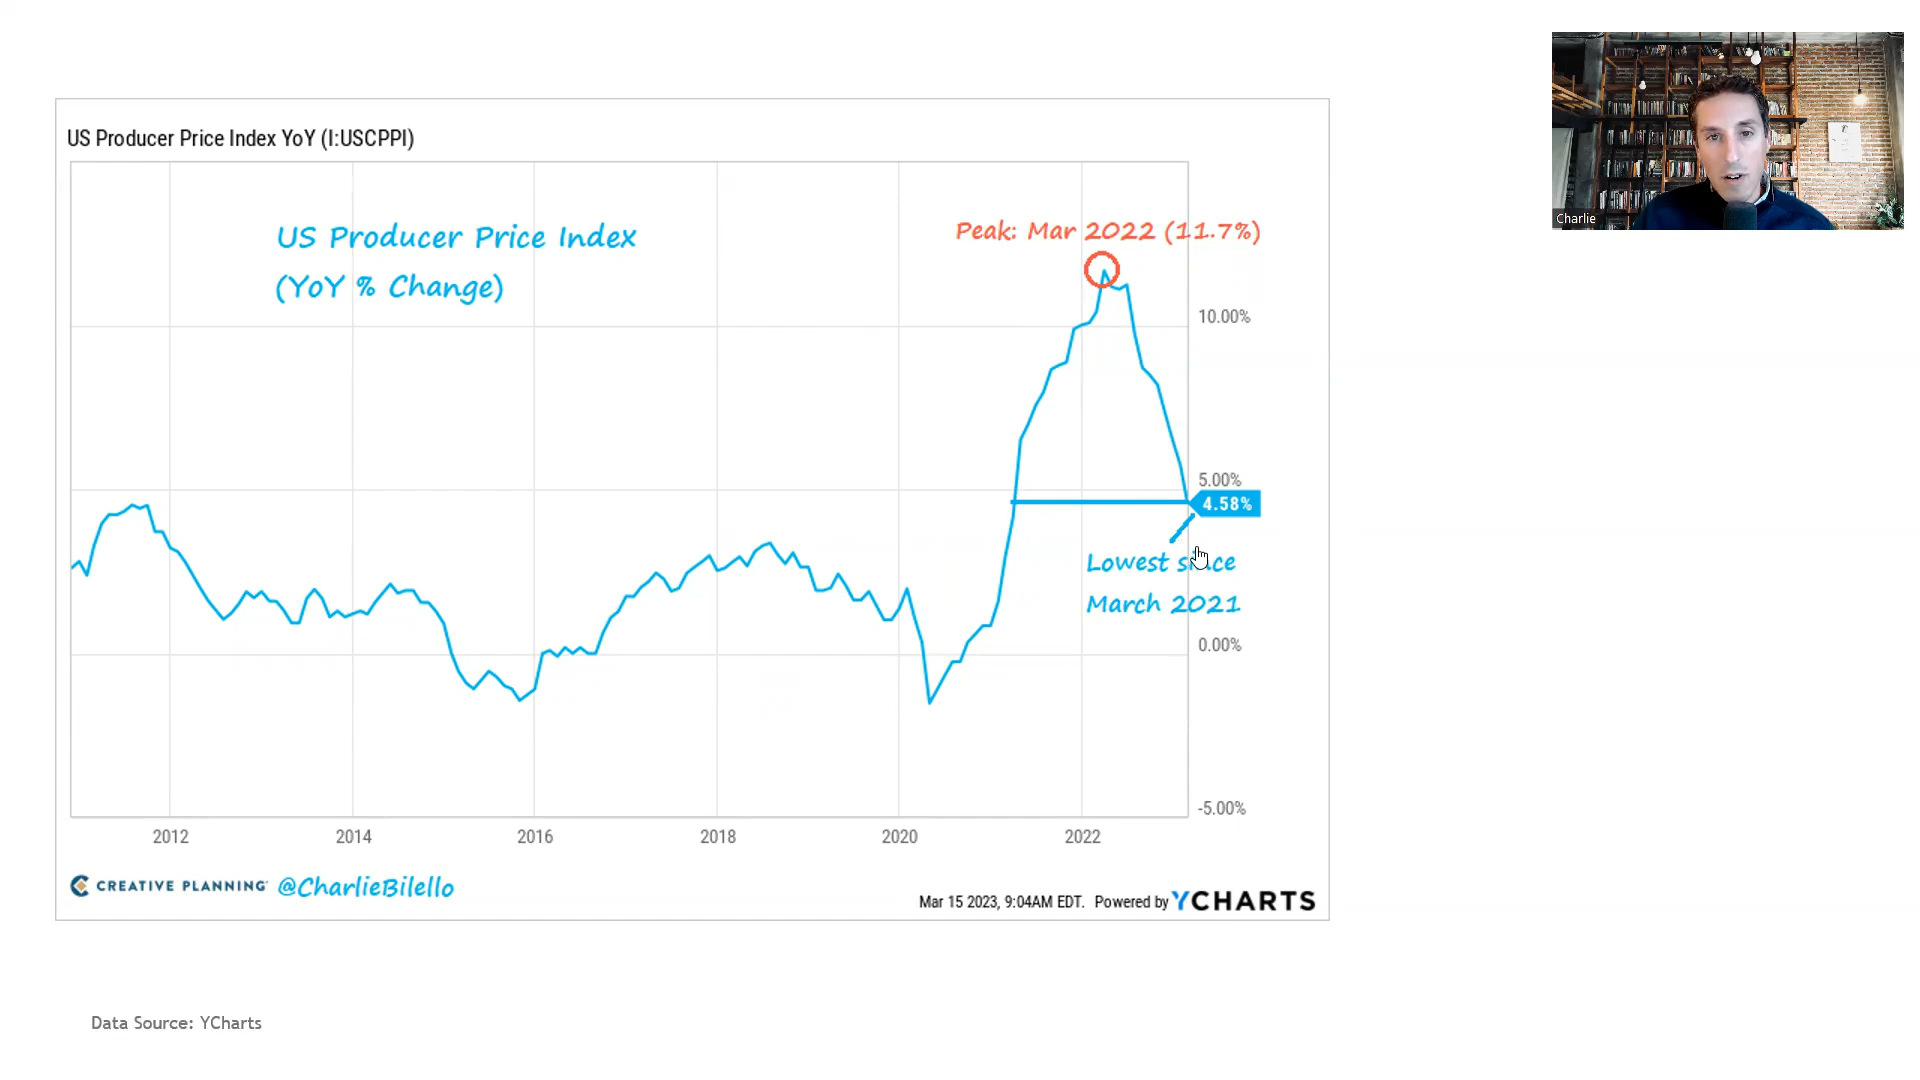 US Producer Price Index YoY (I:USCPPI)
US Producer Price Index
(YoY % Change)
Peak: Mar 2022 (11.7%)
10.00%
5.00%
4.58%
Lowest since
March 2021
0.00%
-5.00%
2012 2014 2016 2018 2020 2022
CREATIVE PLANNING @CharlieBilello
Mar 15 2023, 9:04AM EDT. Powered by YCHARTS
Data Source: YCharts
Charlie